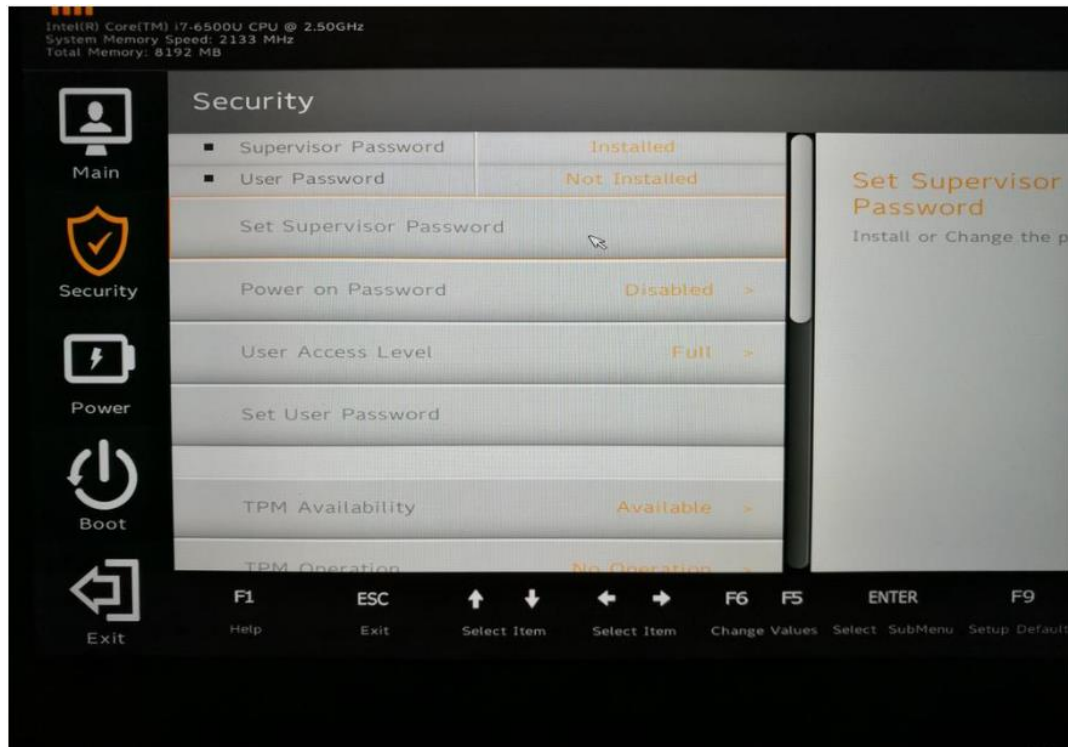 Intel(R) Core(TM) i7-6500U CPU @ 2.50GHz
System Memory Speed: 2133 MHz
Total Memory: 8192 MB
Security
Main
Security
Power
Boot
Exit
Supervisor Password Installed
User Password Not Installed
Set Supervisor Password
Power on Password Disabled >
User Access Level Full >
Set User Password
TPM Availability Available >
TPM Operation No Operation >
Set Supervisor
Password
Install or Change the p
F1 ESC F6 F5 ENTER F9
Help Exit Select Item Select Item Change Values Select SubMenu Setup Default